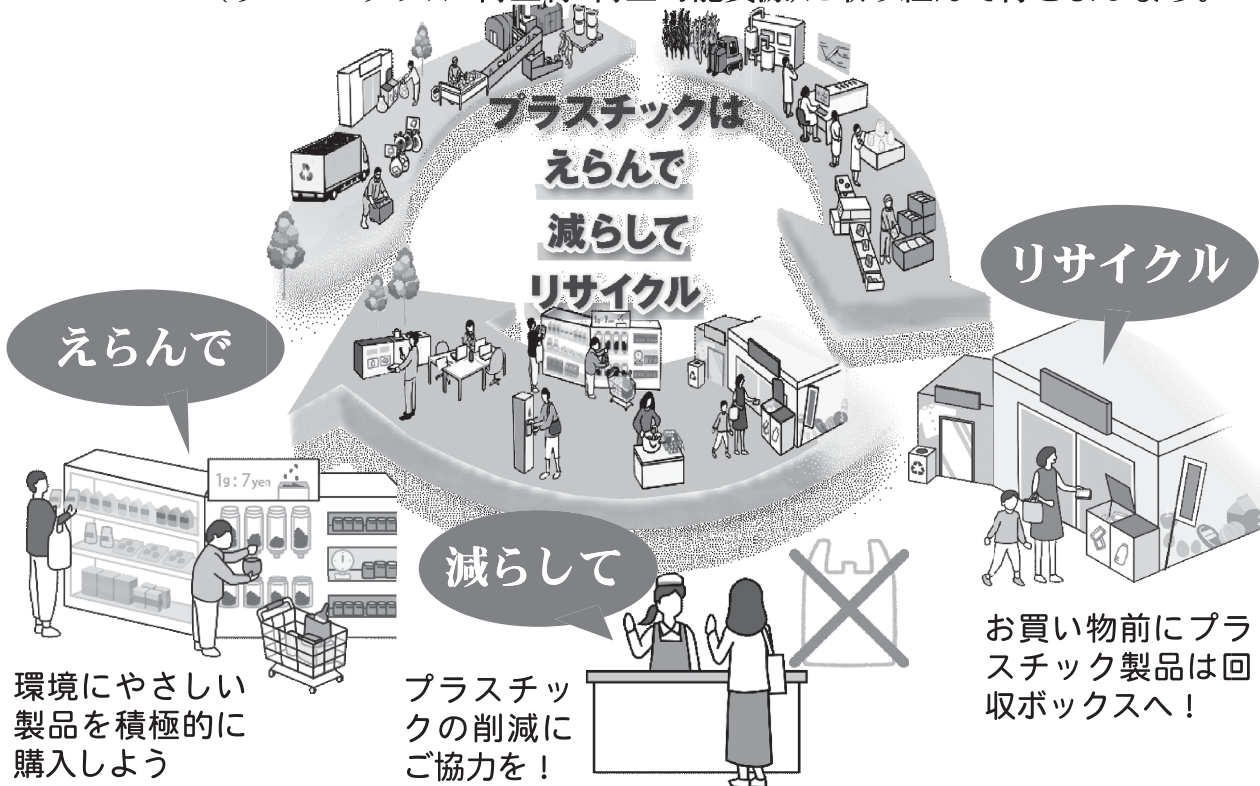 プラスチックは
えらんで
減らして
リサイクル
えらんで
1g:7yen
環境にやさしい
製品を積極的に
購入しよう
減らして
プラスチッ
クの削減に
ご協力を!
リサイクル
お買い物前にプラ
スチック製品は回
収ボックスへ!